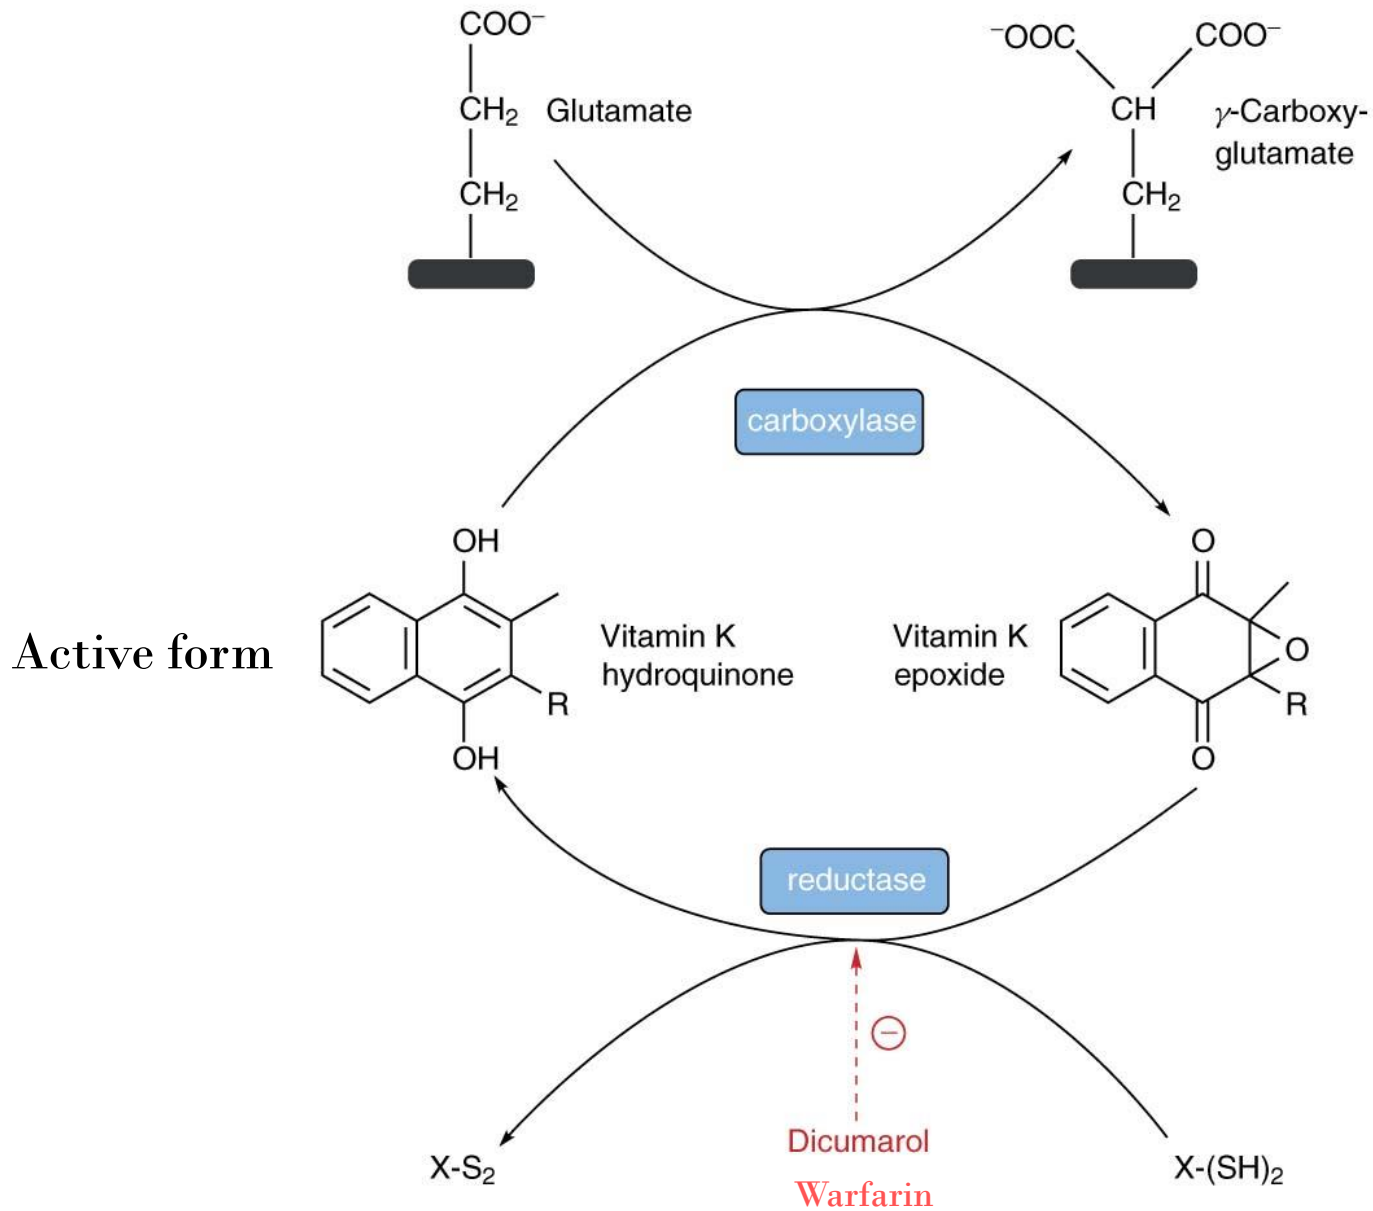 COO⁻
⁻OOC
COO⁻
CH₂
Glutamate
CH
γ-Carboxy-
glutamate
CH₂
CH₂
carboxylase
OH
O
Active form
Vitamin K
hydroquinone
Vitamin K
epoxide
O
R
R
OH
O
reductase
Dicumarol
Warfarin
X-S₂
X-(SH)₂